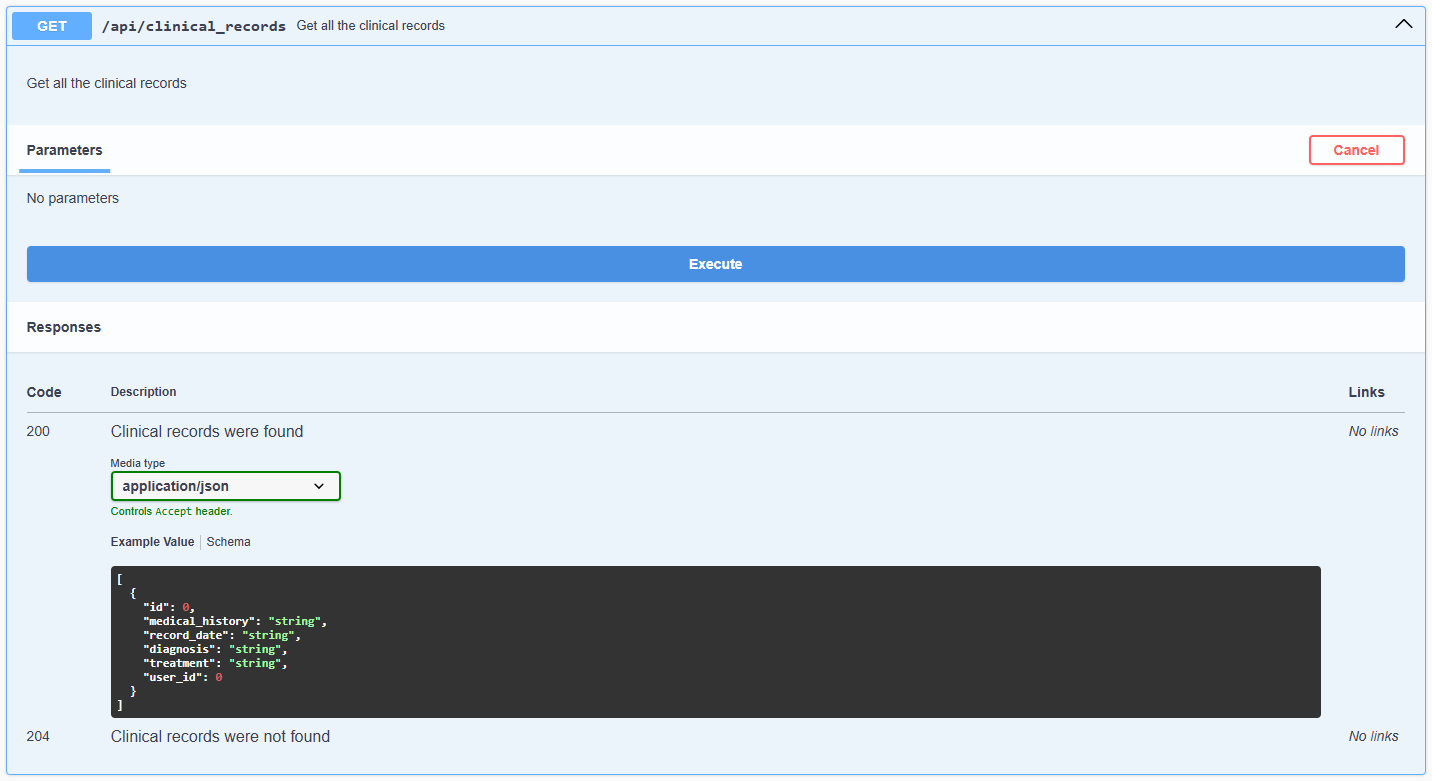 GET /api/clinical_records Get all the clinical records
Get all the clinical records
Parameters Cancel
No parameters
Execute
Responses
Code Description Links
200 Clinical records were found No links
Media type
application/json
Controls Accept header.
Example Value Schema
[
  {
    "id": 0,
    "medical_history": "string",
    "record_date": "string",
    "diagnosis": "string",
    "treatment": "string",
    "user_id": 0
  }
]
204 Clinical records were not found No links